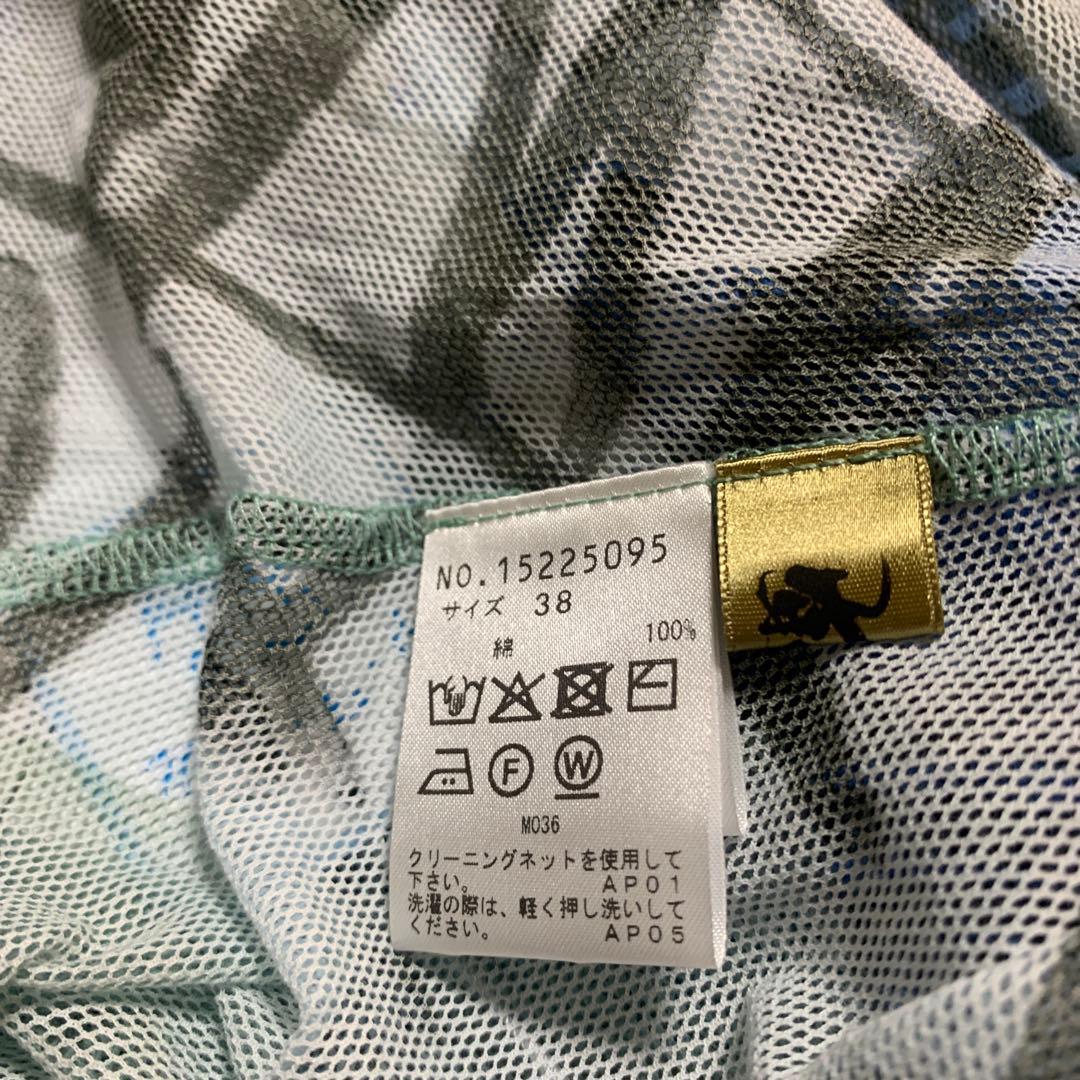 NO.15225095
サイズ 38
綿 100%
F W
M036
クリーニングネットを使用して
下さい。 AP01
洗濯の際は、軽く押し洗いして
ください。 AP05